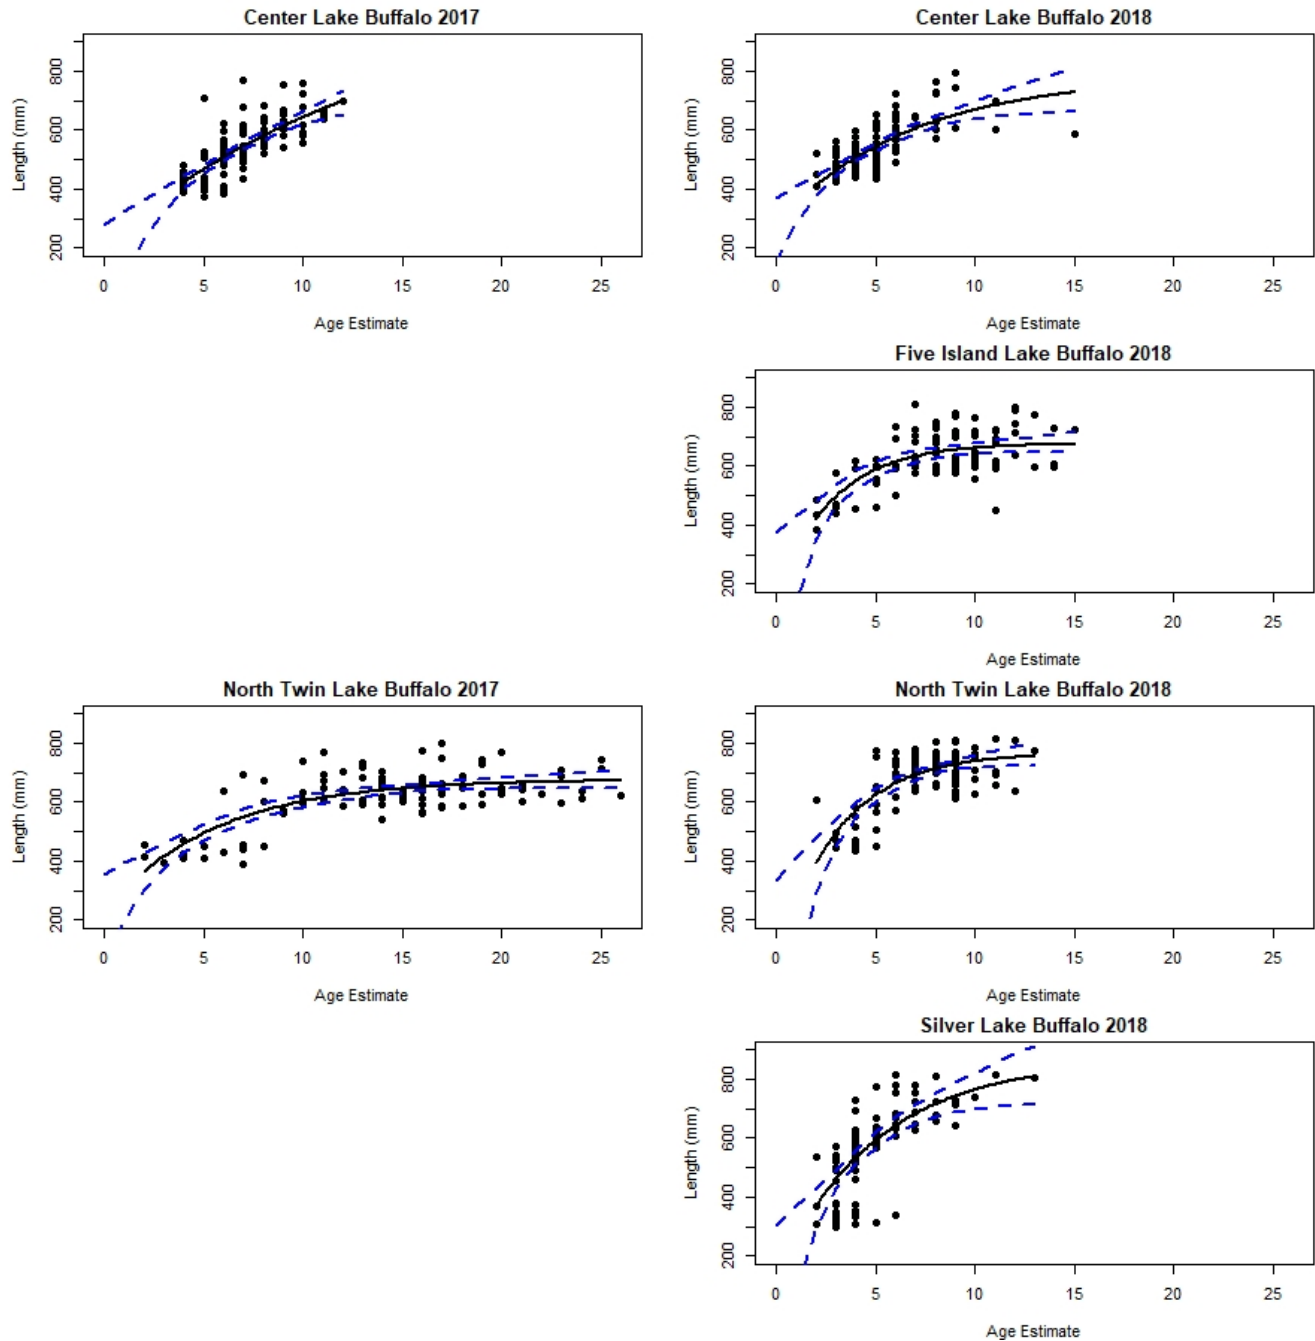 Center Lake Buffalo 2017
Length (mm)
200 400 600 800
0 5 10 15 20 25
Age Estimate
Center Lake Buffalo 2018
Length (mm)
200 400 600 800
0 5 10 15 20 25
Age Estimate
Five Island Lake Buffalo 2018
Length (mm)
200 400 600 800
0 5 10 15 20 25
Age Estimate
North Twin Lake Buffalo 2017
Length (mm)
200 400 600 800
0 5 10 15 20 25
Age Estimate
North Twin Lake Buffalo 2018
Length (mm)
200 400 600 800
0 5 10 15 20 25
Age Estimate
Silver Lake Buffalo 2018
Length (mm)
200 400 600 800
0 5 10 15 20 25
Age Estimate